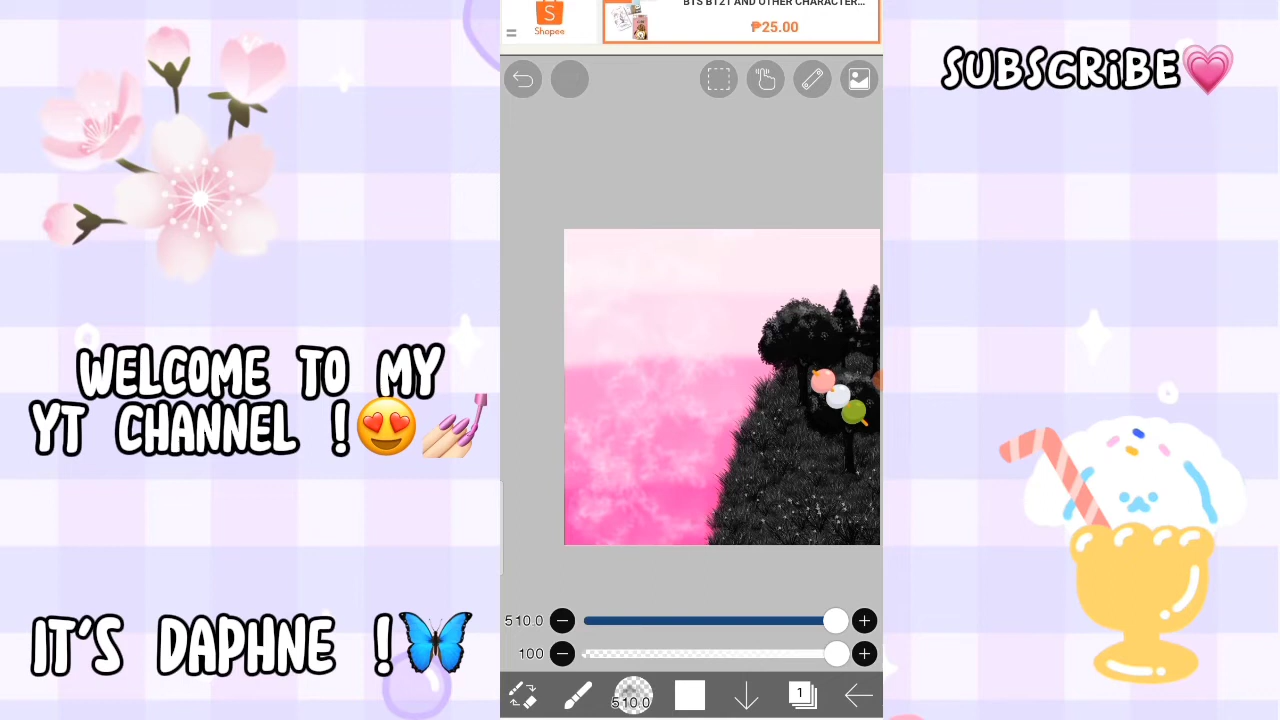 BTS BT21 AND OTHER CHARACTER...
₱25.00
Shopee
SUBSCRiBE💗
WELCOME TO MY
YT CHANNEL !😍💅🏻
IT'S DAPHNE !🦋
510.0
100
510.0
1